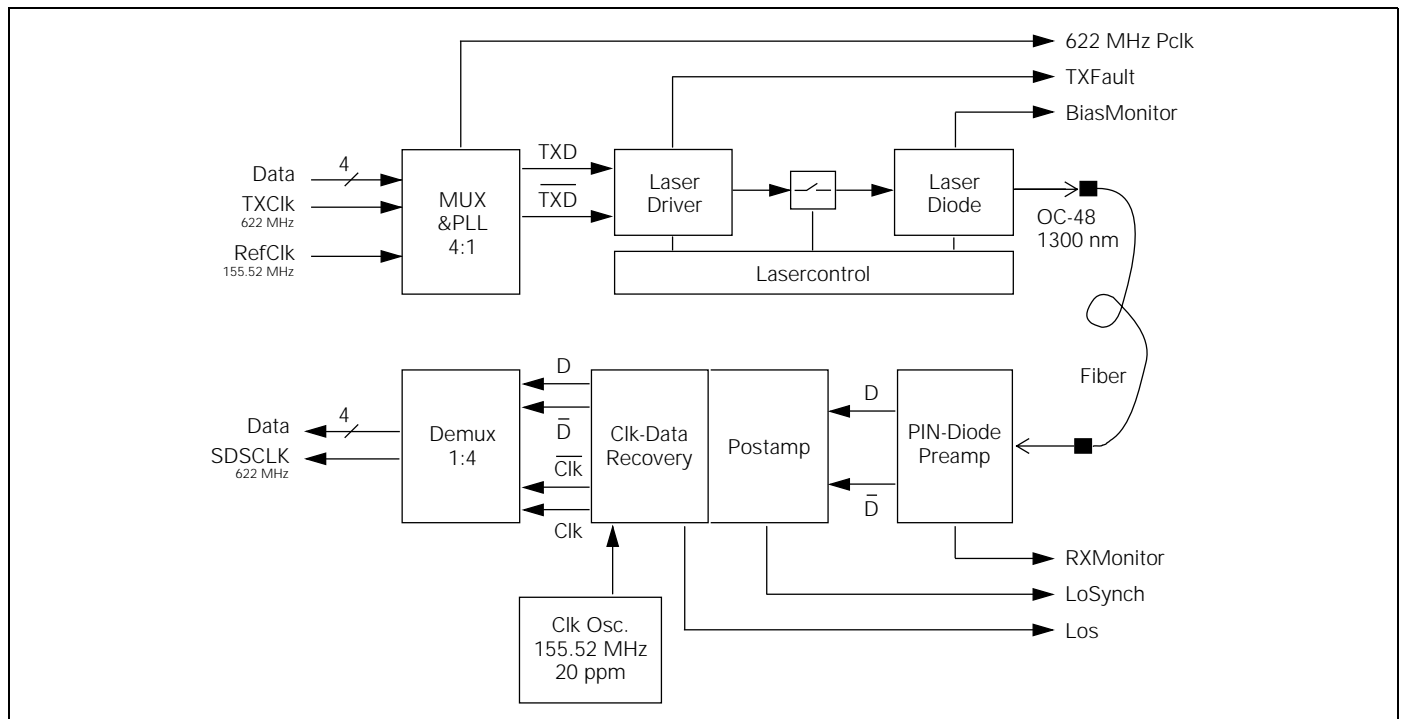 622 MHz Pclk
TXFault
BiasMonitor
Data
4
TXClk
622 MHz
RefClk
155.52 MHz
MUX
&PLL
4:1
TXD
T̅X̅D̅
Laser
Driver
Laser
Diode
OC-48
1300 nm
Lasercontrol
Fiber
Data
4
SDSCLK
622 MHz
Demux
1:4
D
D̅
C̅l̅k̅
Clk
Clk-Data
Recovery
Postamp
D
D̅
PIN-Diode
Preamp
RXMonitor
LoSynch
Los
Clk Osc.
155.52 MHz
20 ppm